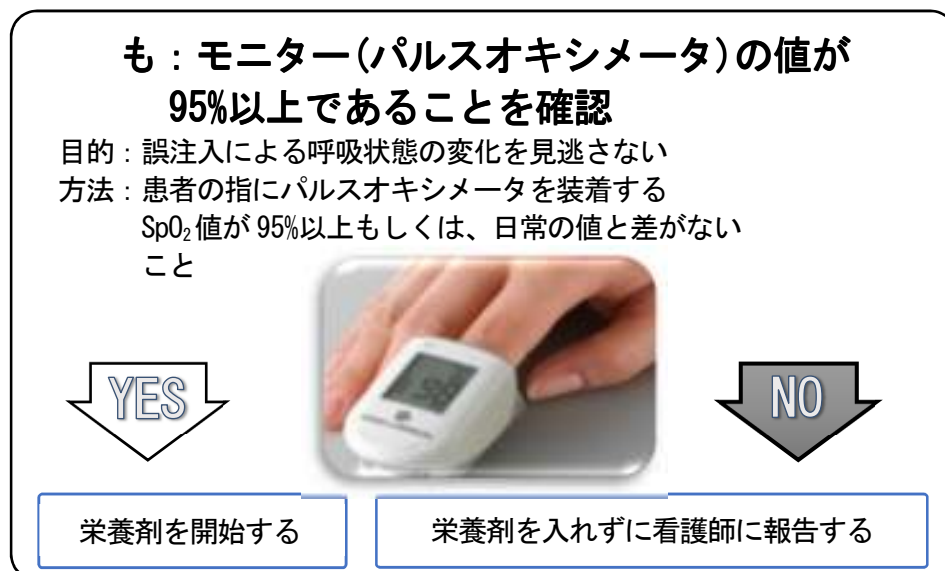 も：モニター(パルスオキシメータ)の値が
95%以上であることを確認
目的：誤注入による呼吸状態の変化を見逃さない
方法：患者の指にパルスオキシメータを装着する
SpO₂値が 95%以上もしくは、日常の値と差がない
こと
YES
NO
栄養剤を開始する
栄養剤を入れずに看護師に報告する